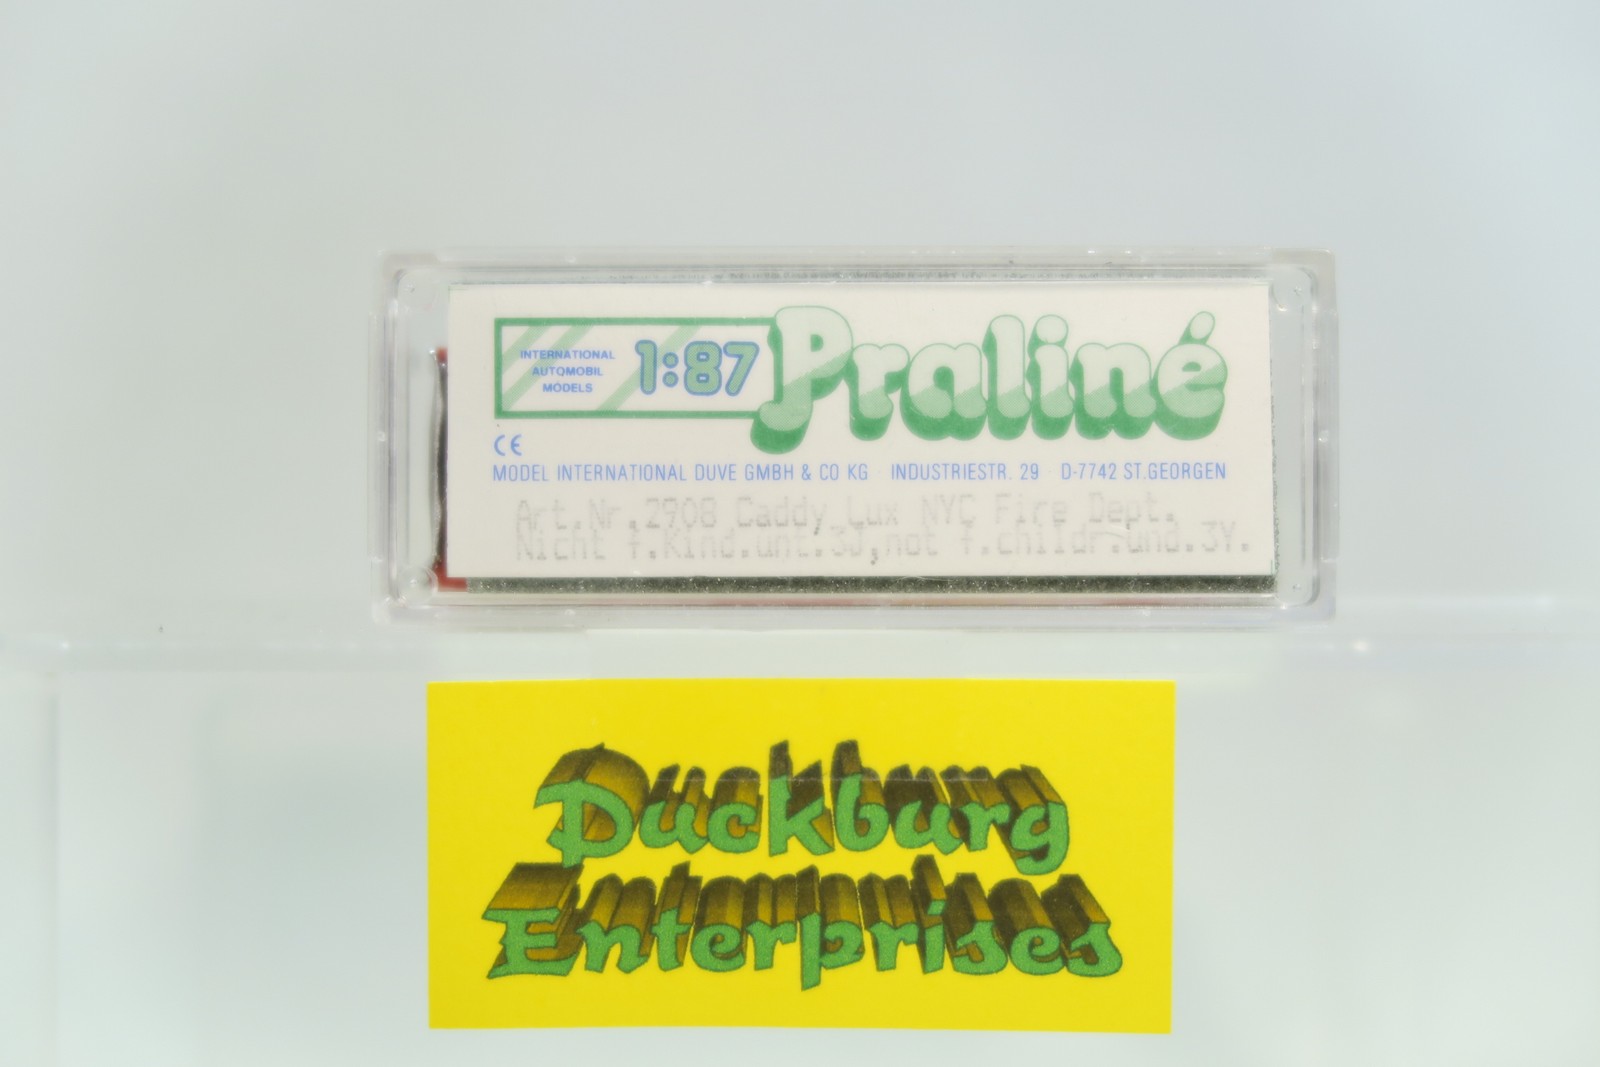 INTERNATIONAL
AUTOMOBIL
MODELS
1:87
Praliné
CE
MODEL INTERNATIONAL DUVE GMBH & CO KG INDUSTRIESTR. 29 D-7742 ST.GEORGEN
Art.Nr.2908 Caddy Lux NYC Fire Dept.
Nicht f.Kind.unt.3J,not f.childr.und.3Y.
Duckburg
Enterprises